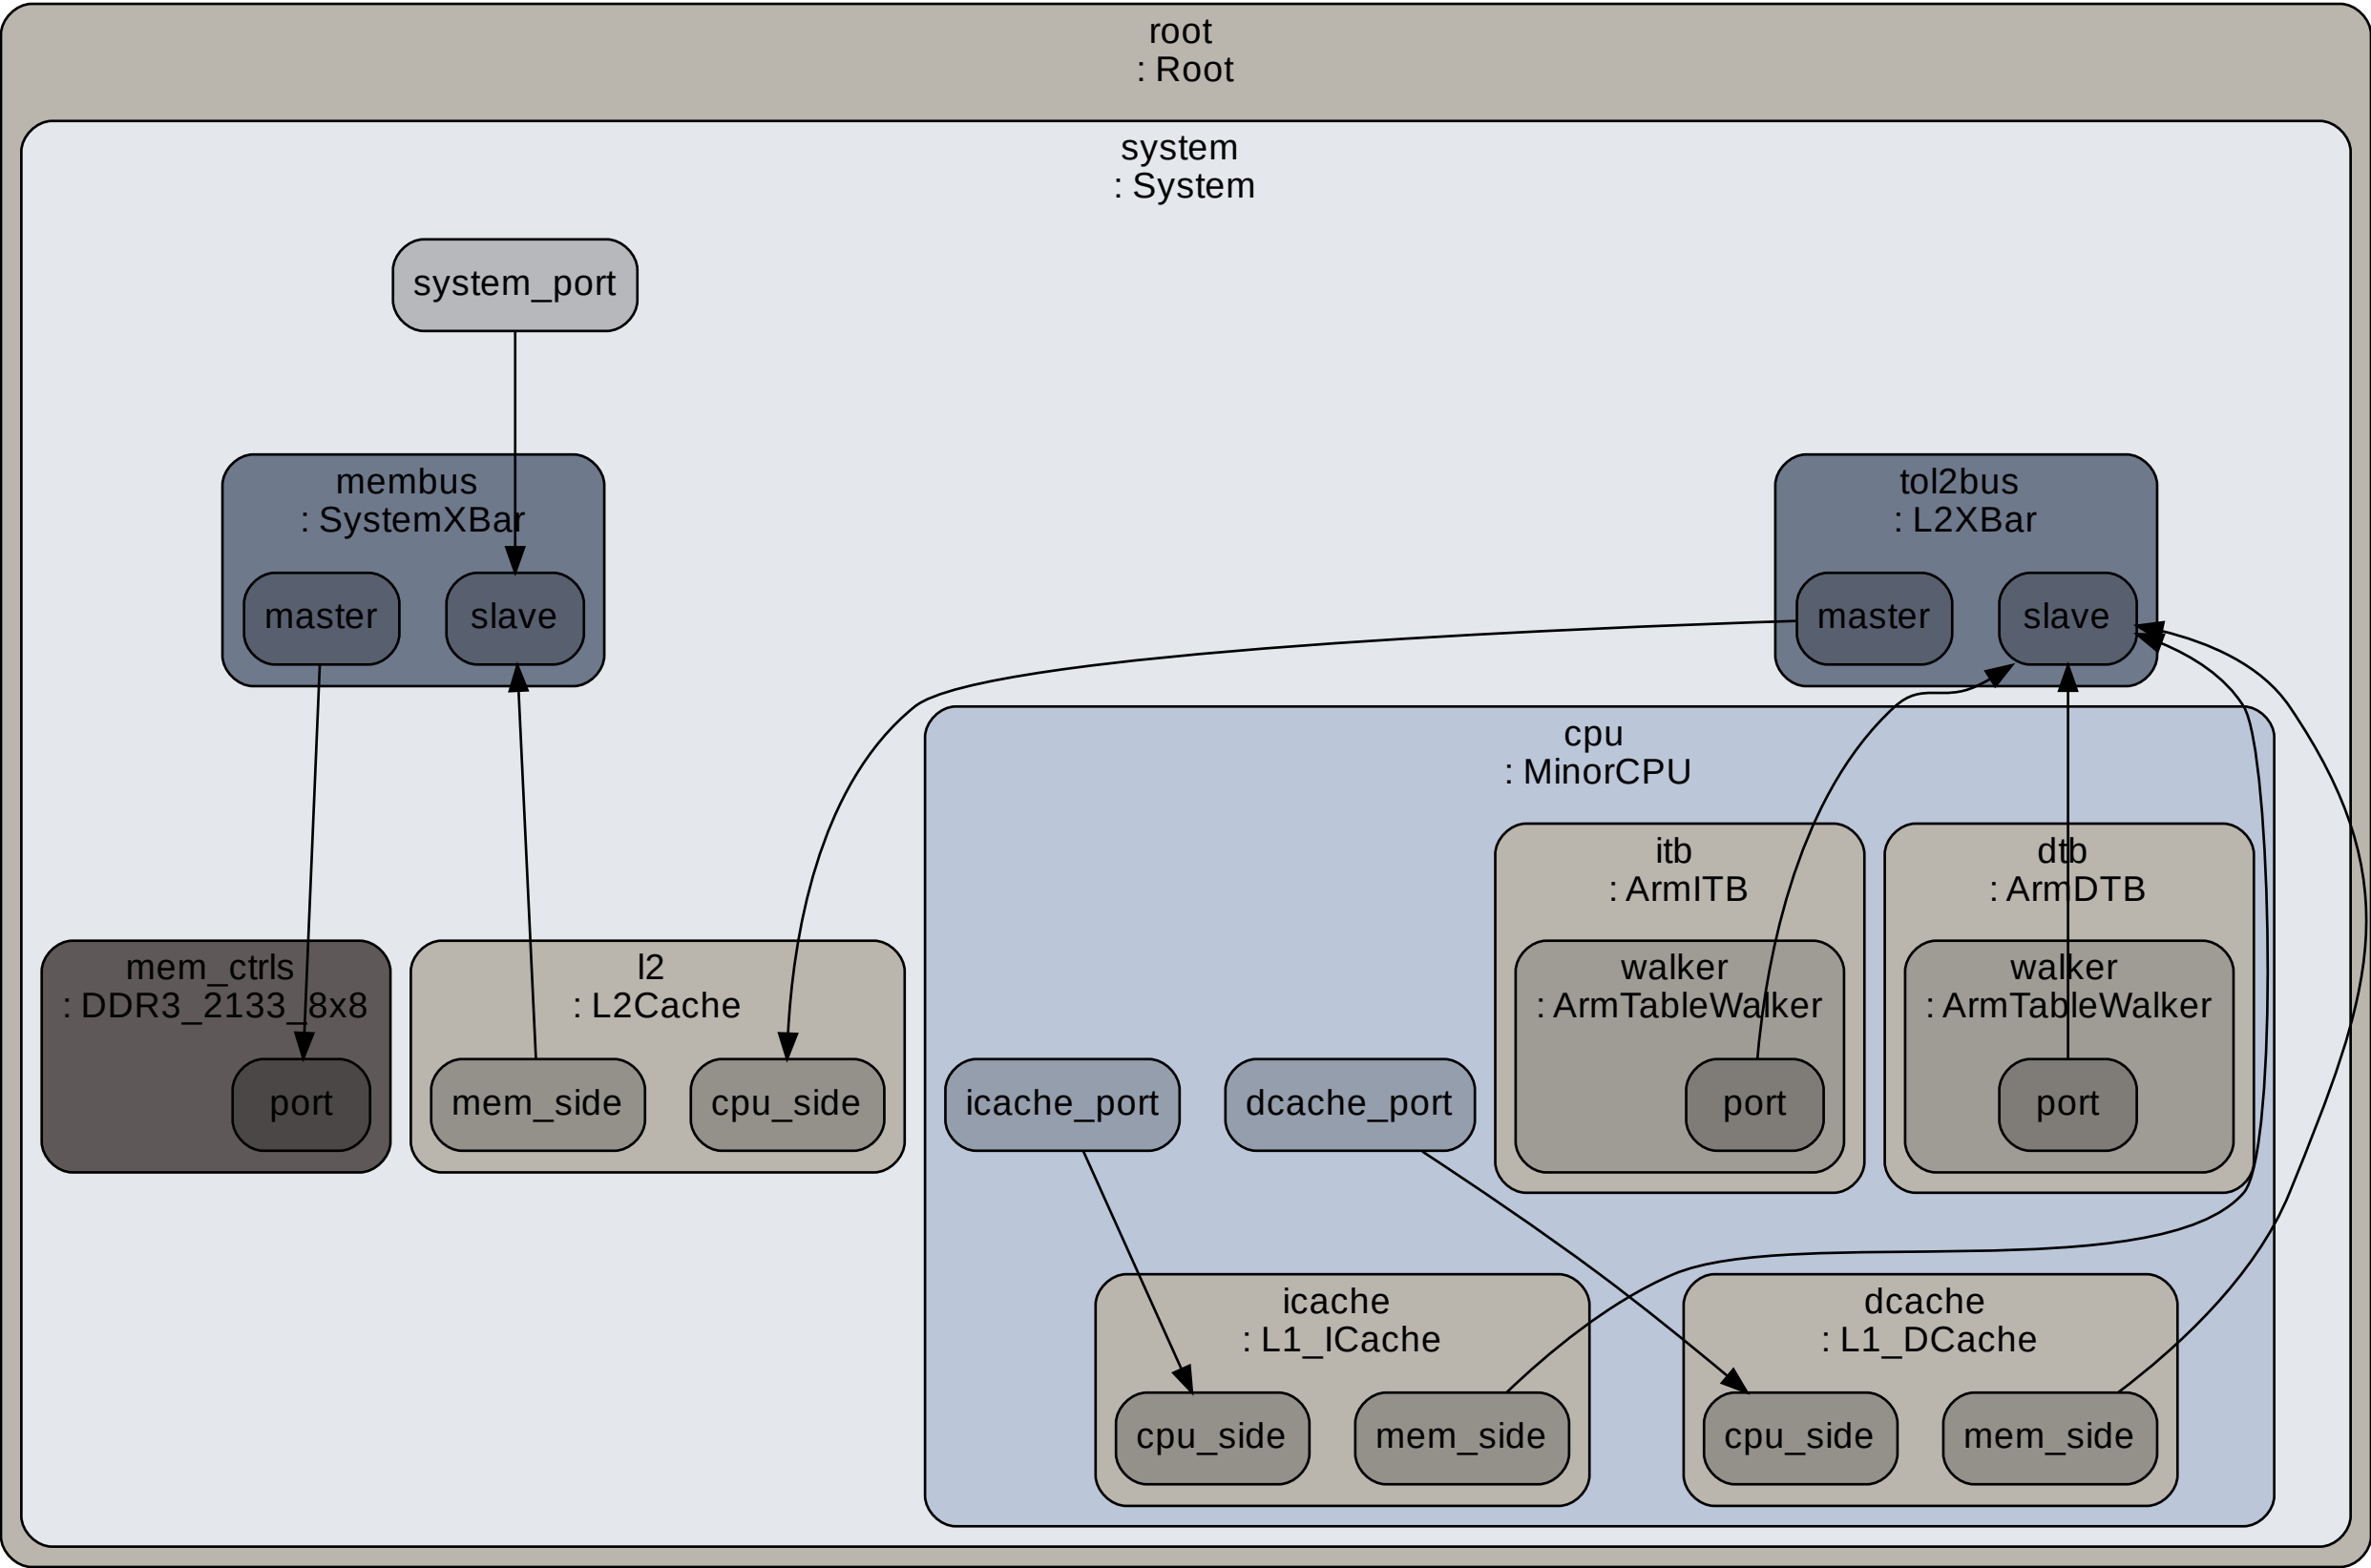 root
: Root
system
: System
system_port
membus
: SystemXBar
master
slave
tol2bus
: L2XBar
master
slave
cpu
: MinorCPU
itb
: ArmITB
dtb
: ArmDTB
mem_ctrls
: DDR3_2133_8x8
port
l2
: L2Cache
mem_side
cpu_side
icache_port
dcache_port
walker
: ArmTableWalker
port
walker
: ArmTableWalker
port
icache
: L1_ICache
cpu_side
mem_side
dcache
: L1_DCache
cpu_side
mem_side